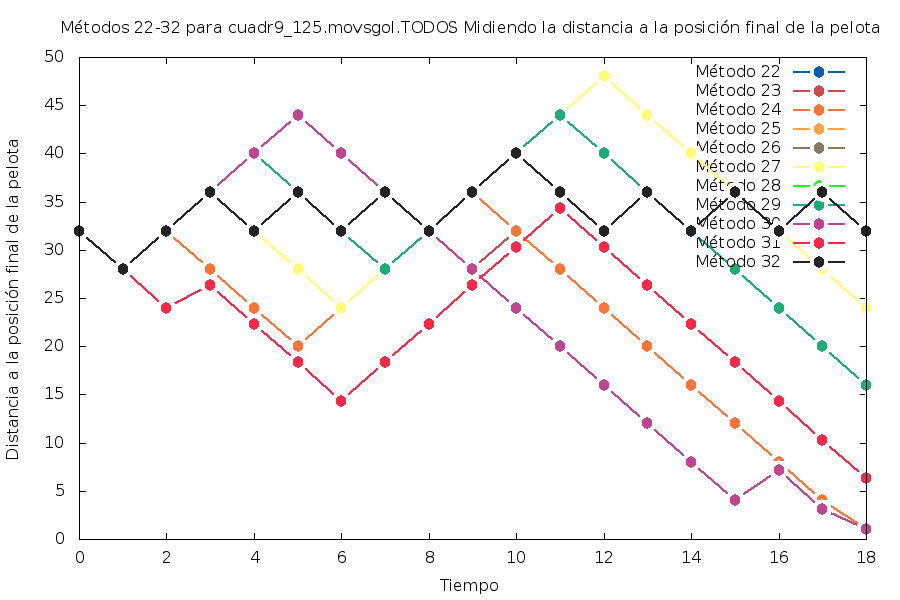 Métodos 22-32 para cuadr9_125.movsgol.TODOS Midiendo la distancia a la posición final de la pelota
50
45
40
35
30
25
20
15
10
5
0
Distancia a la posición final de la pelota
Método 22
Método 23
Método 24
Método 25
Método 26
Método 27
Método 28
Método 29
Método 30
Método 31
Método 32
0 2 4 6 8 10 12 14 16 18
Tiempo